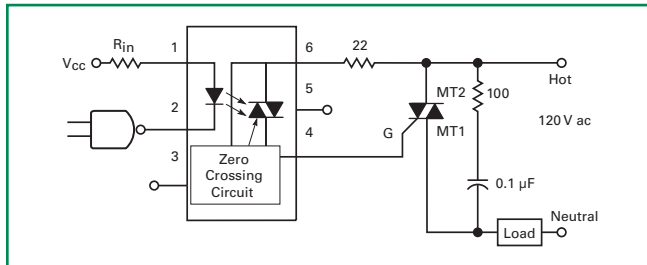 Rin
Vcc
1
2
3
6
5
4
Zero
Crossing
Circuit
22
G
MT2
MT1
100
0.1 µF
Hot
120 V ac
Neutral
Load